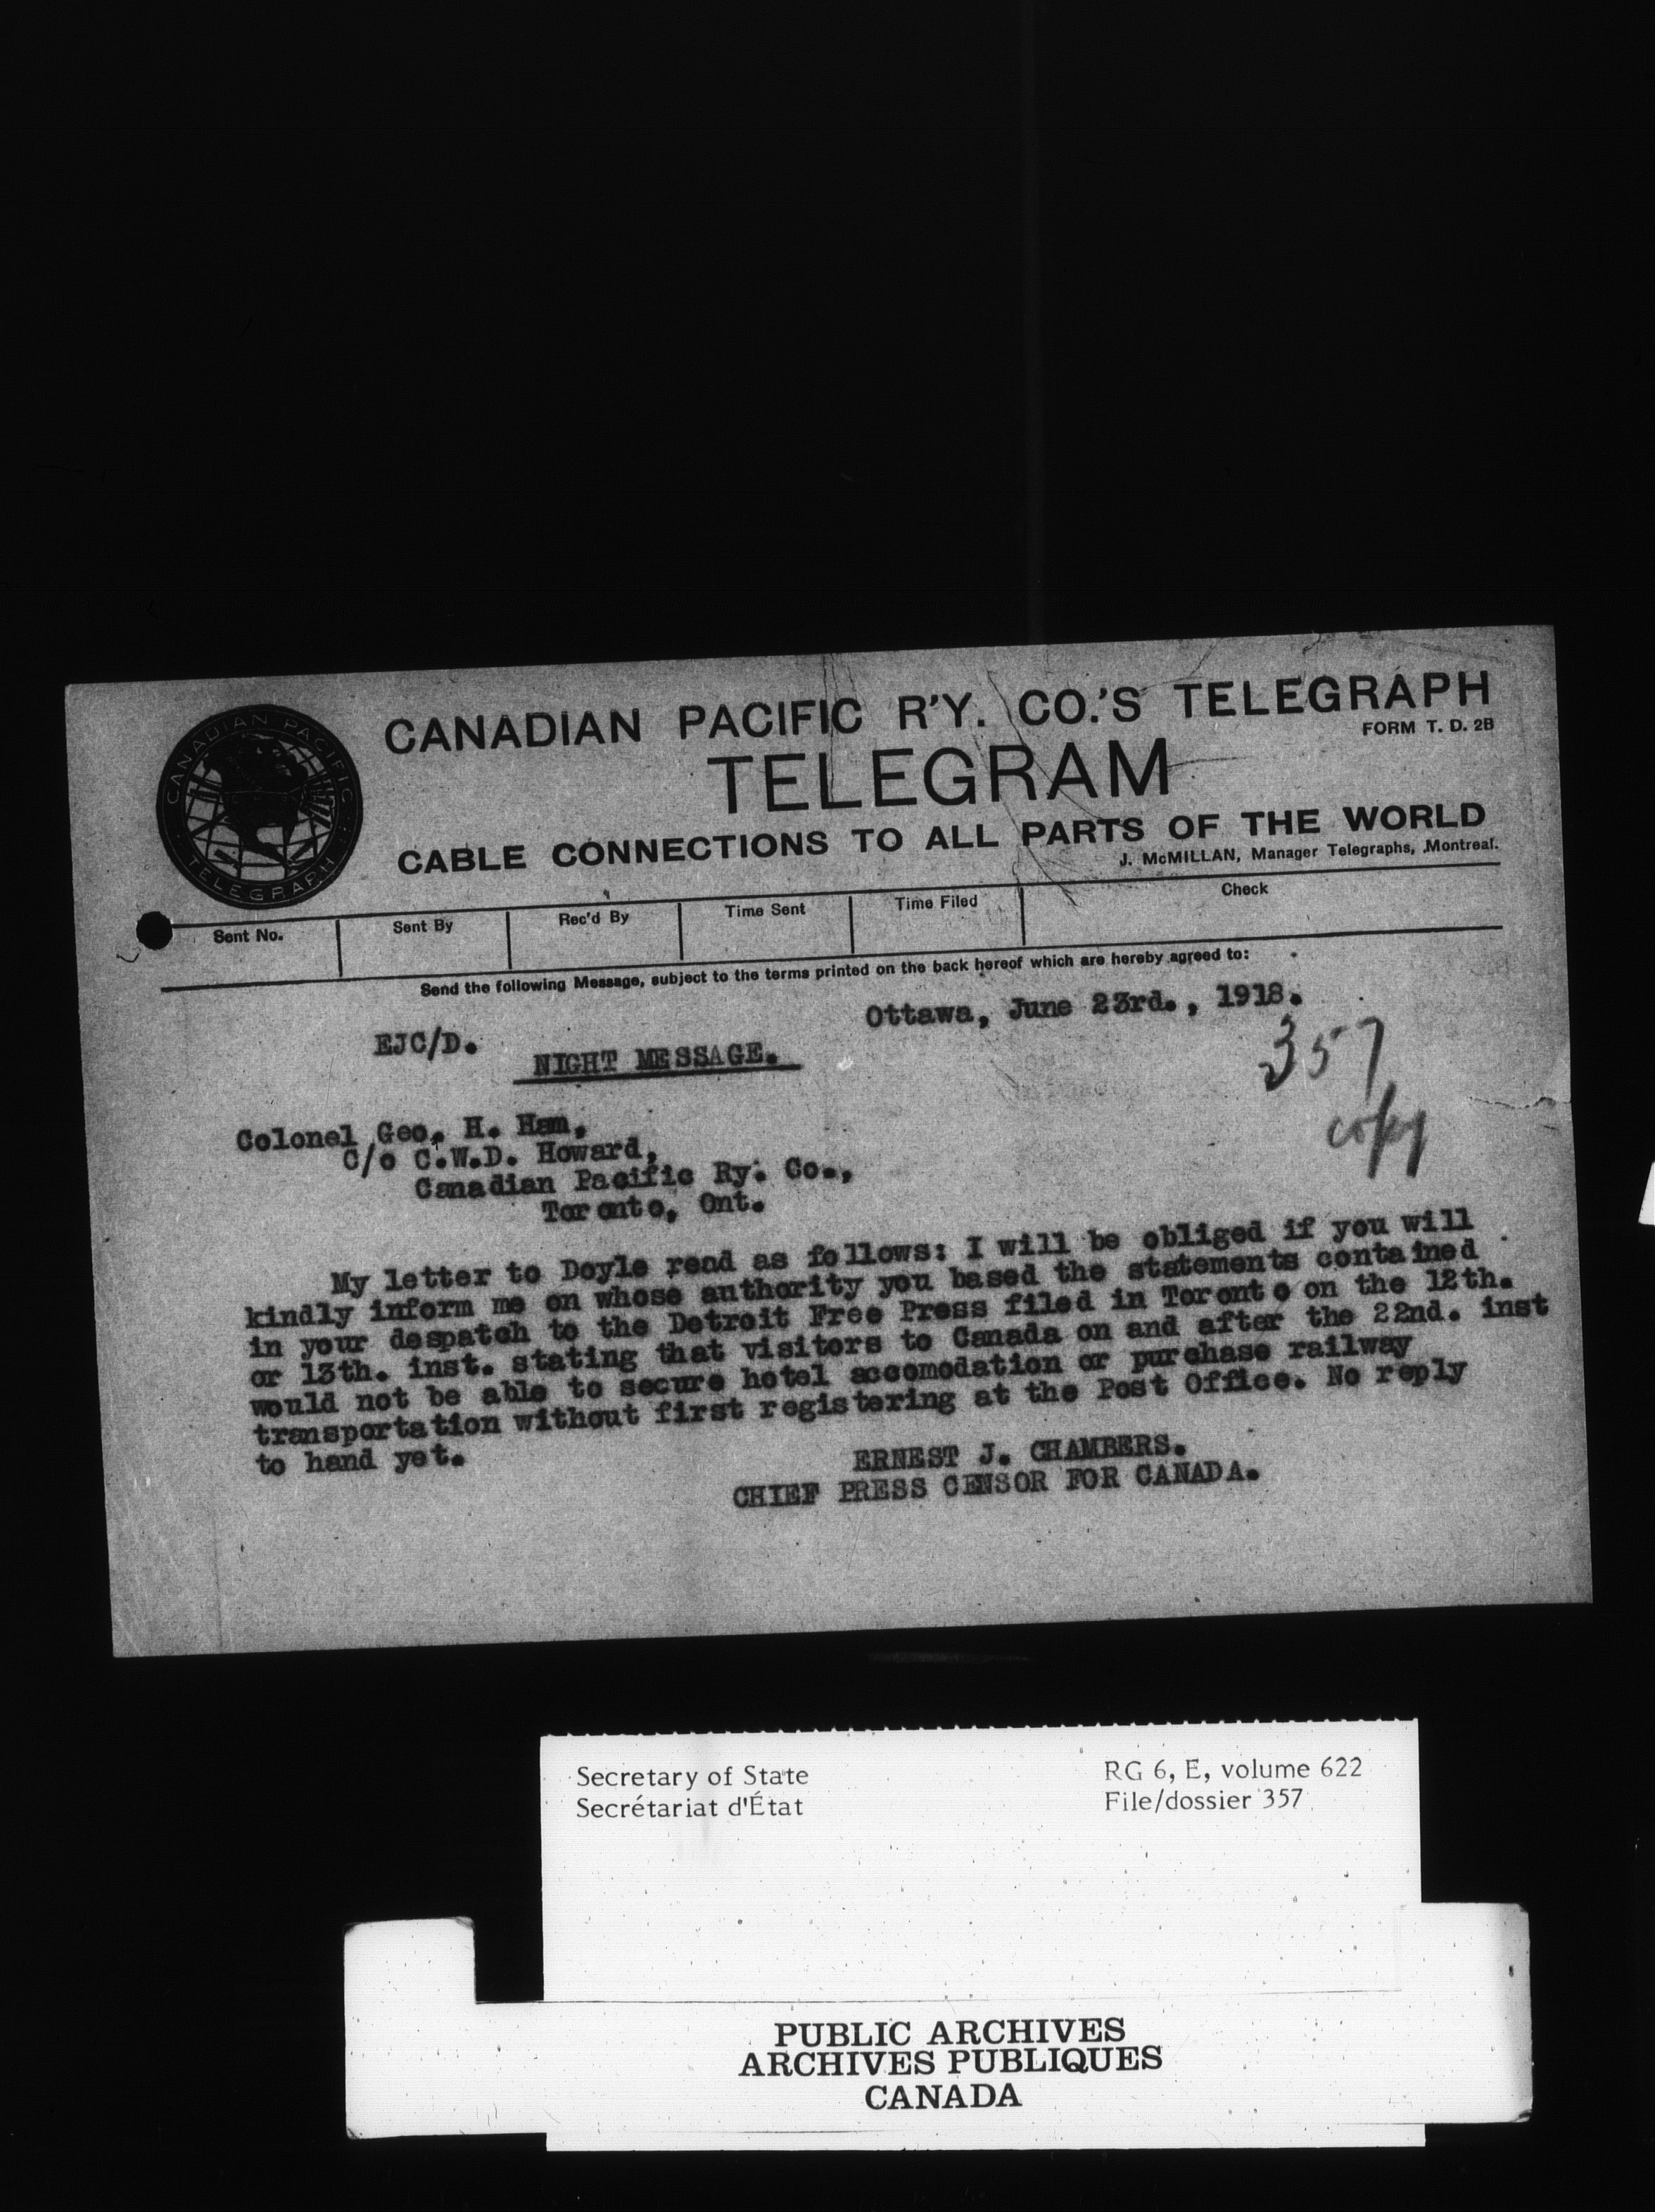 CANADIAN PACIFIC R'Y. CO.'S TELEGRAPH
FORM T. D. 2B
TELEGRAM
CABLE CONNECTIONS TO ALL PARTS OF THE WORLD
J. McMILLAN, Manager Telegraphs, Montreal.
CANADIAN PACIFIC
TELEGRAPH
Sent No. Sent By Rec'd By Time Sent Time Filed Check
Send the following Message, subject to the terms printed on the back hereof which are hereby agreed to:
Ottawa, June 23rd., 1918.
EJC/D.
NIGHT MESSAGE.
357
copy
Colonel Geo. H. Ham,
C/o C.W.D. Howard,
Canadian Pacific Ry. Co.,
Toronto, Ont.
My letter to Doyle read as follows: I will be obliged if you will
kindly inform me on whose authority you based the statements contained
in your despatch to the Detroit Free Press filed in Toronto on the 12th.
or 13th. inst. stating that visitors to Canada on and after the 22nd. inst
would not be able to secure hotel accomodation or purchase railway
transportation without first registering at the Post Office. No reply
to hand yet.
ERNEST J. CHAMBERS.
CHIEF PRESS CENSOR FOR CANADA.
Secretary of State
Secrétariat d'État
RG 6, E, volume 622
File/dossier 357
PUBLIC ARCHIVES
ARCHIVES PUBLIQUES
CANADA